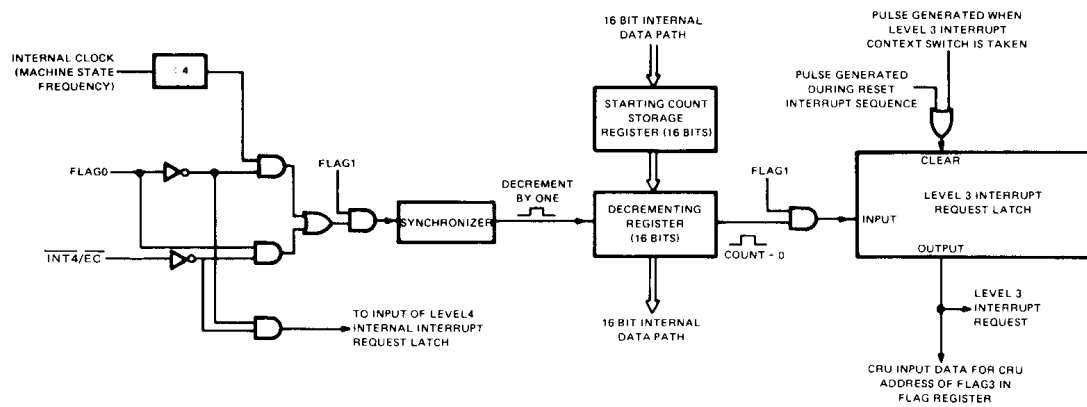 INTERNAL CLOCK
(MACHINE STATE
FREQUENCY)
4
FLAG0
INT4/EC
FLAG1
SYNCHRONIZER
TO INPUT OF LEVEL4
INTERNAL INTERRUPT
REQUEST LATCH
DECREMENT
BY ONE
16 BIT INTERNAL
DATA PATH
STARTING COUNT
STORAGE
REGISTER (16 BITS)
DECREMENTING
REGISTER
(16 BITS)
16 BIT INTERNAL
DATA PATH
COUNT = 0
FLAG1
PULSE GENERATED WHEN
LEVEL 3 INTERRUPT
CONTEXT SWITCH IS TAKEN
PULSE GENERATED
DURING RESET
INTERRUPT SEQUENCE
CLEAR
LEVEL 3 INTERRUPT
REQUEST LATCH
INPUT
OUTPUT
LEVEL 3
INTERRUPT
REQUEST
CRU INPUT DATA FOR CRU
ADDRESS OF FLAG3 IN
FLAG REGISTER